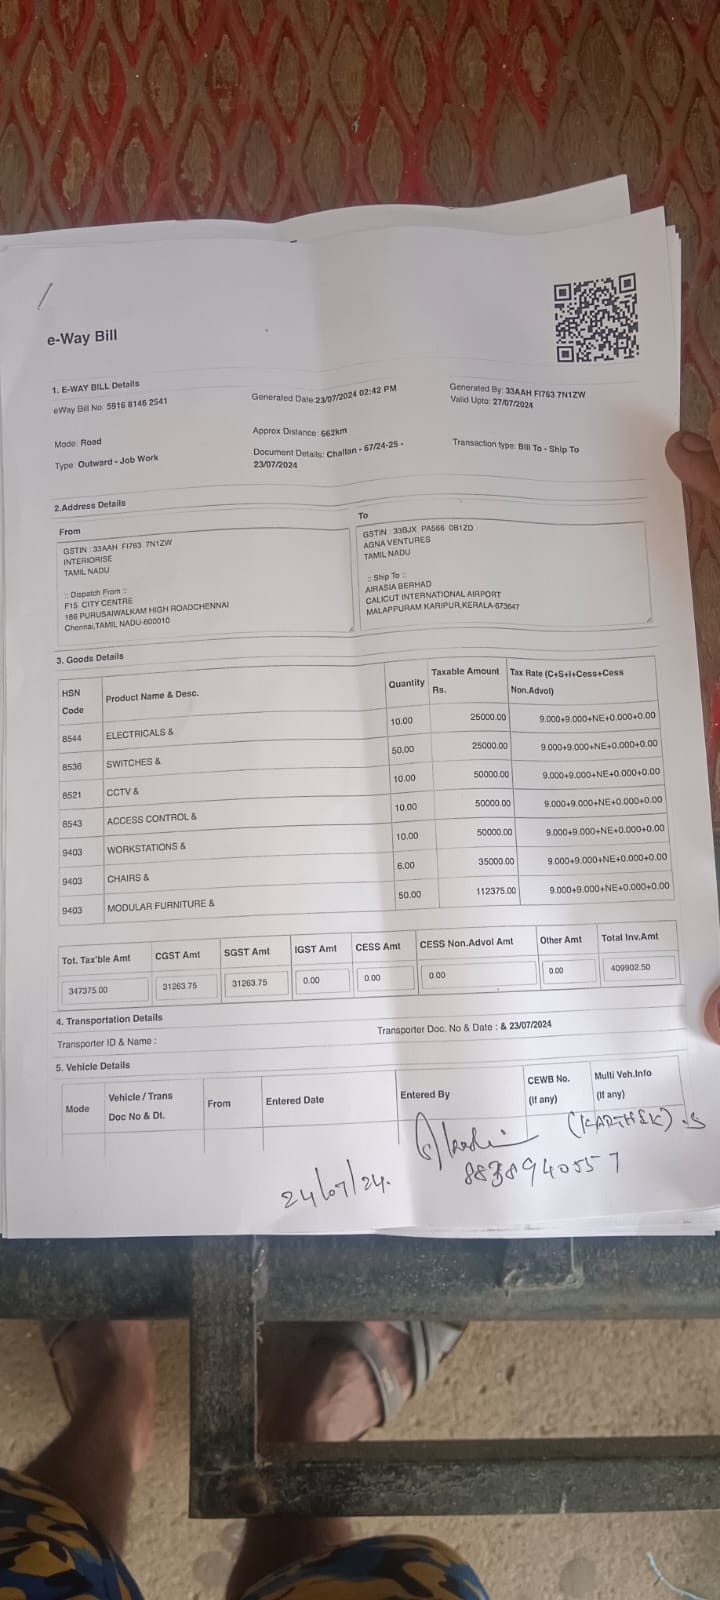 e-Way Bill
1. E-WAY BILL Details
eWay Bill No: 5916 8146 2541 Generated Date:23/07/2024 02:42 PM Generated By: 33AAH FI763 7N1ZW
Valid Upto: 27/07/2024
Mode: Road Approx Distance: 662km
Type: Outward - Job Work Document Details: Challan - 67/24-25 - Transaction type: Bill To - Ship To
23/07/2024
2.Address Details
From
GSTIN : 33AAH FI763 7N1ZW
INTERIORISE
TAMIL NADU
:: Dispatch From ::
F15 CITY CENTRE
186 PURUSAIWALKAM HIGH ROADCHENNAI
Chennai,TAMIL NADU-600010
To
GSTIN : 33BJX PA566 0B1ZD
AGNA VENTURES
TAMIL NADU
:: Ship To ::
AIRASIA BERHAD
CALICUT INTERNATIONAL AIRPORT
MALAPPURAM KARIPUR,KERALA-673647
3. Goods Details
HSN Code Product Name & Desc. Quantity Taxable Amount Rs. Tax Rate (C+S+I+Cess+Cess Non.Advol)
8544 ELECTRICALS & 10.00 25000.00 9.000+9.000+NE+0.000+0.00
8536 SWITCHES & 50.00 25000.00 9.000+9.000+NE+0.000+0.00
8521 CCTV & 10.00 50000.00 9.000+9.000+NE+0.000+0.00
8543 ACCESS CONTROL & 10.00 50000.00 9.000+9.000+NE+0.000+0.00
9403 WORKSTATIONS & 10.00 50000.00 9.000+9.000+NE+0.000+0.00
9403 CHAIRS & 6.00 35000.00 9.000+9.000+NE+0.000+0.00
9403 MODULAR FURNITURE & 50.00 112375.00 9.000+9.000+NE+0.000+0.00
Tot. Tax'ble Amt CGST Amt SGST Amt IGST Amt CESS Amt CESS Non.Advol Amt Other Amt Total Inv.Amt
347375.00 31263.75 31263.75 0.00 0.00 0.00 0.00 409902.50
4. Transportation Details
Transporter ID & Name : Transporter Doc. No & Date : & 23/07/2024
5. Vehicle Details
Mode Vehicle / Trans Doc No & Dt. From Entered Date Entered By CEWB No. (If any) Multi Veh.Info (If any)
(KARTHIK).S
24/07/24. 8838940557